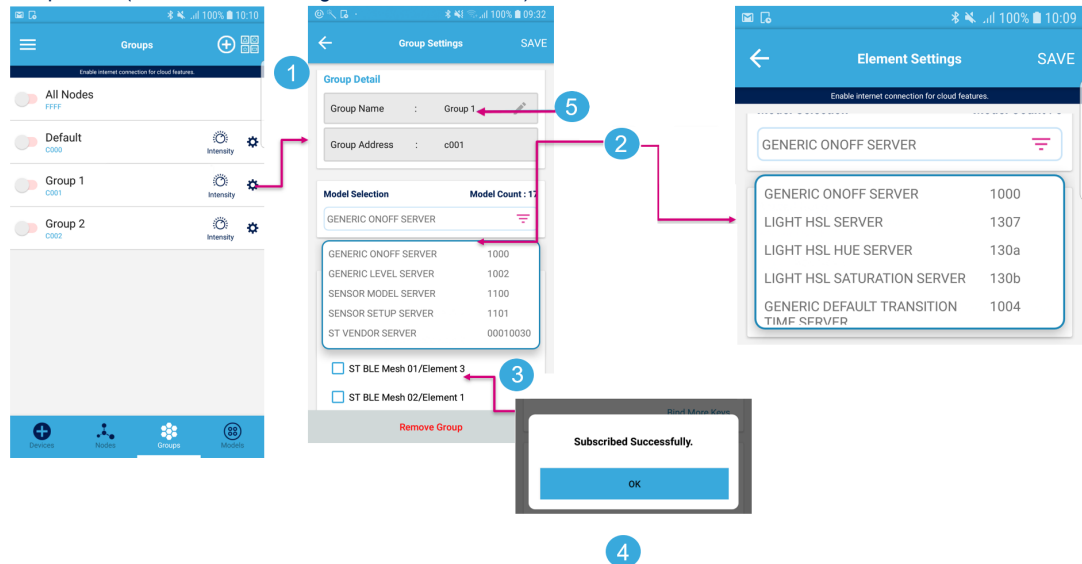 100% 10:10
Groups
Enable internet connection for cloud features.
All Nodes
FFFF
Default
C000
Intensity
Group 1
C001
Intensity
Group 2
C002
Intensity
Devices
Nodes
Groups
Models
1
100% 09:32
Group Settings
SAVE
Group Detail
Group Name : Group 1
5
Group Address : c001
2
Model Selection Model Count : 17
GENERIC ONOFF SERVER
GENERIC ONOFF SERVER 1000
GENERIC LEVEL SERVER 1002
SENSOR MODEL SERVER 1100
SENSOR SETUP SERVER 1101
ST VENDOR SERVER 00010030
ST BLE Mesh 01/Element 3
3
ST BLE Mesh 02/Element 1
Remove Group
Bind More Keys
Subscribed Successfully.
OK
4
100% 10:09
Element Settings
SAVE
Enable internet connection for cloud features.
GENERIC ONOFF SERVER
GENERIC ONOFF SERVER 1000
LIGHT HSL SERVER 1307
LIGHT HSL HUE SERVER 130a
LIGHT HSL SATURATION SERVER 130b
GENERIC DEFAULT TRANSITION 1004
TIME SERVER